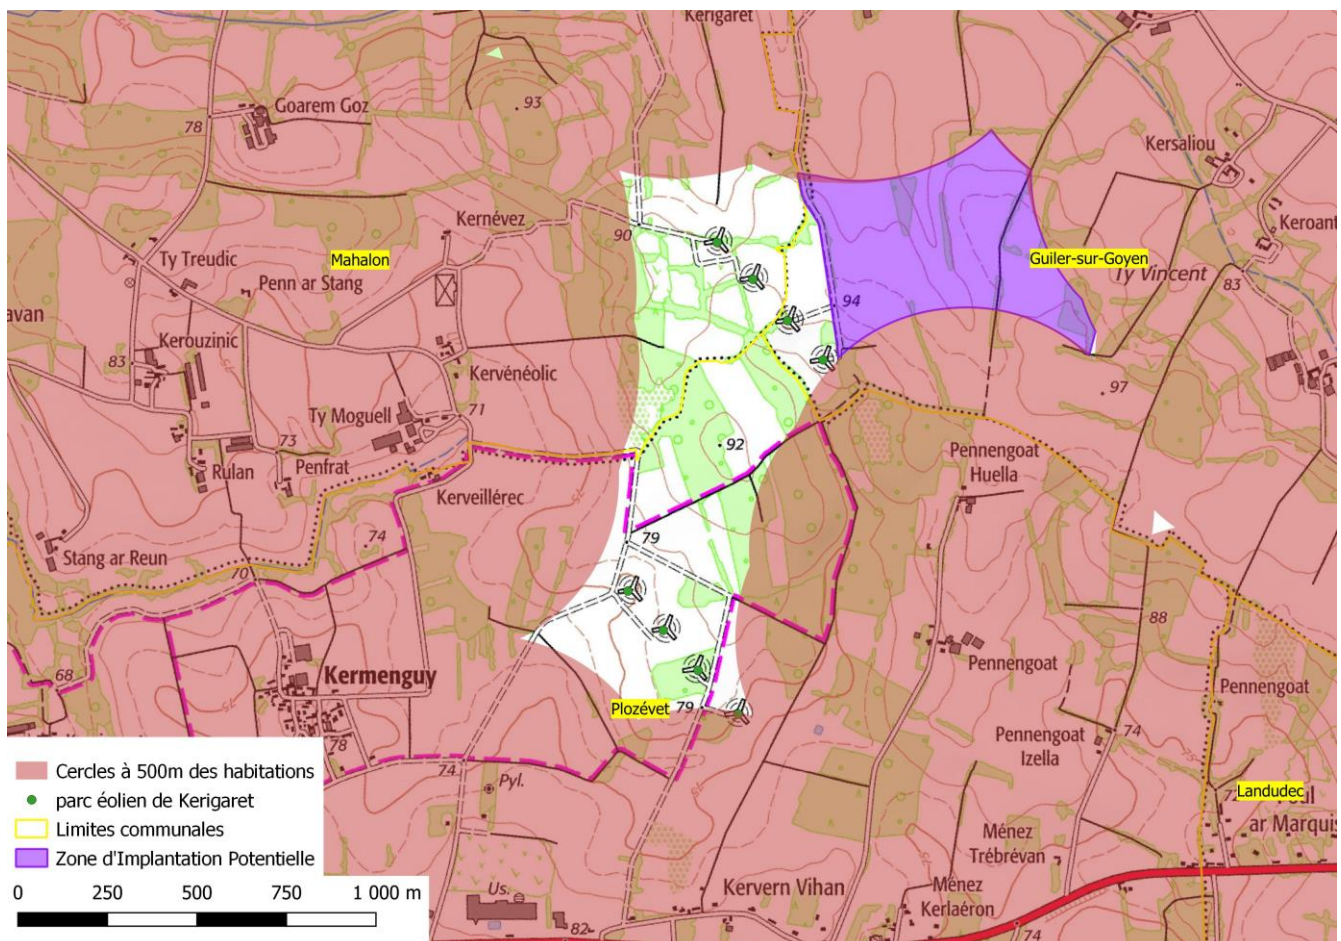 Kerigaret
93
Goarem Goz
78
Kersaliou
Kernévez
90
Keroant
Ty Treudic
Mahalon
Guiler-sur-Goyen
Ty Vincent
Penn ar Stang
83
94
avan
Kerouzinic
83
Kervénéolic
97
Ty Moguell
71
73
92
Pennengoat
Huella
Rulan
Penfrat
Kerveillérec
74
79
Stang ar Reun
70
88
68
Kermenguy
Pennengoat
Pennengoat
Plozévet
79
78
74
Pennengoat
Izella
74
Pyl.
Landudec
ar Marquis
Ménez
Trébrévan
Us.
Kervern Vihan
Ménez
Kerlaéron
82
74
Cercles à 500m des habitations
parc éolien de Kerigaret
Limites communales
Zone d'Implantation Potentielle
0 250 500 750 1 000 m